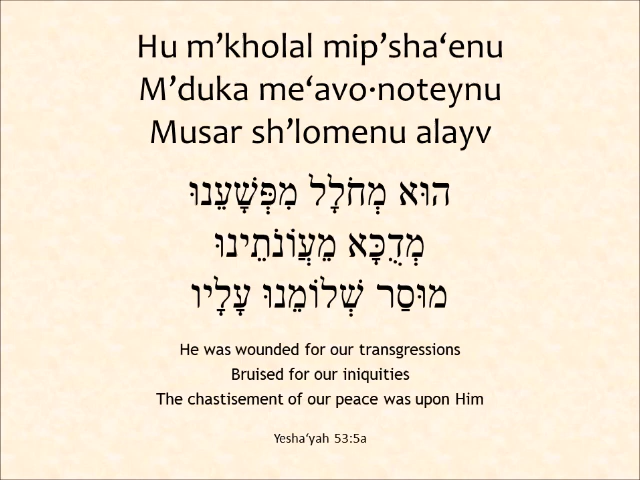 Hu m’kholal mip’sha‘enu
M’duka me‘avo·noteynu
Musar sh’lomenu alayv
הוּא מְחֹלָל מִפְּשָׁעֵנוּ
מְדֻכָּא מֵעֲוֹנֹתֵינוּ
מוּסַר שְׁלוֹמֵנוּ עָלָיו
He was wounded for our transgressions
Bruised for our iniquities
The chastisement of our peace was upon Him
Yesha‘yah 53:5a